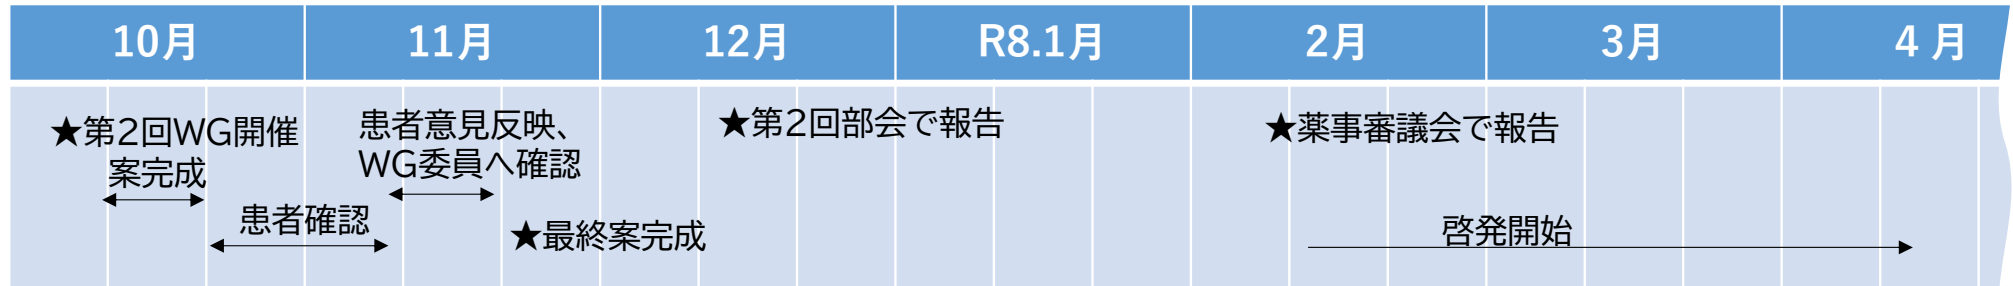 10月
11月
12月
R8.1月
2月
3月
4 月
★第2回WG開催
案完成
患者確認
患者意見反映、
WG委員へ確認
★最終案完成
★第2回部会で報告
★薬事審議会で報告
啓発開始